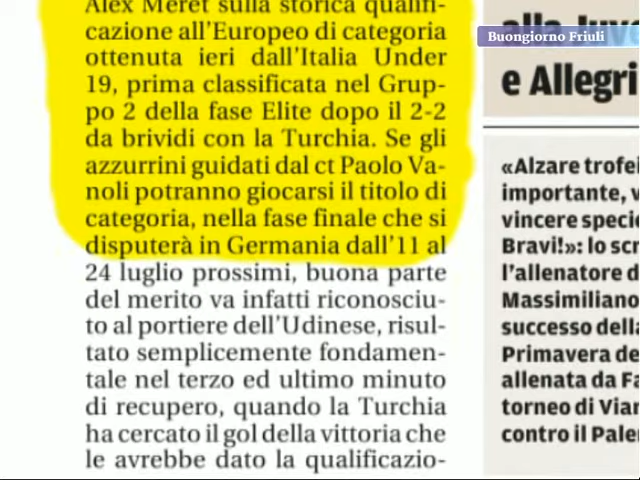 Alex Meret sulla storica qualifi-
cazione all'Europeo di categoria
ottenuta ieri dall'Italia Under
19, prima classificata nel Grup-
po 2 della fase Elite dopo il 2-2
da brividi con la Turchia. Se gli
azzurrini guidati dal ct Paolo Va-
noli potranno giocarsi il titolo di
categoria, nella fase finale che si
disputerà in Germania dall'11 al
24 luglio prossimi, buona parte
del merito va infatti riconosciu-
to al portiere dell'Udinese, risul-
tato semplicemente fondamen-
tale nel terzo ed ultimo minuto
di recupero, quando la Turchia
ha cercato il gol della vittoria che
le avrebbe dato la qualificazio-
Buongiorno Friuli
alla Juve
e Allegri
«Alzare trofei
importante, v
vincere specie
Bravi!»: lo scr
l'allenatore d
Massimiliano
successo della
Primavera de
allenata da Fa
torneo di Viar
contro il Paler